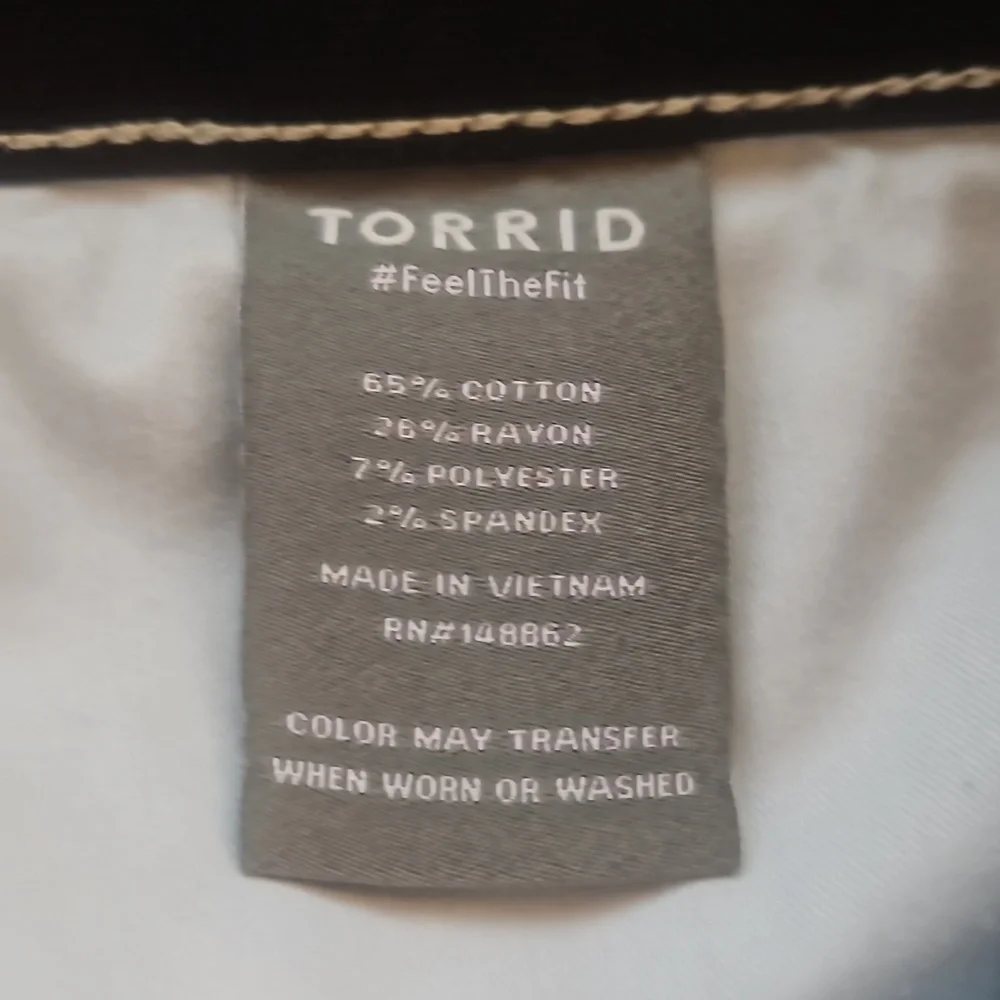 TORRID
#FeelTheFit
65% COTTON
26% RAYON
7% POLYESTER
2% SPANDEX
MADE IN VIETNAM
RN#148862
COLOR MAY TRANSFER
WHEN WORN OR WASHED